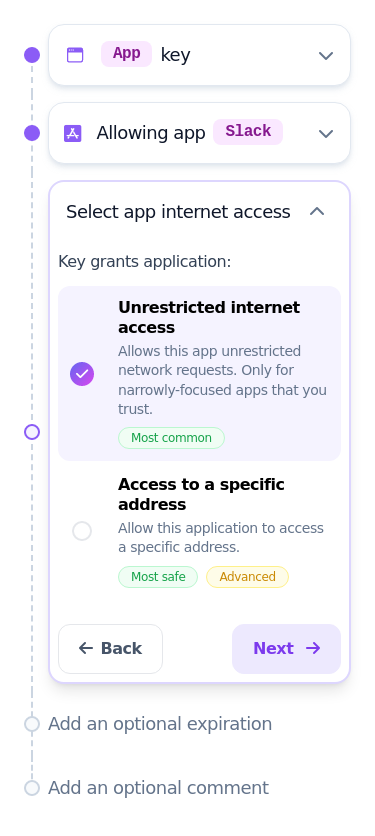 App key
Allowing app Slack
Select app internet access
Key grants application:
Unrestricted internet
access
Allows this app unrestricted
network requests. Only for
narrowly-focused apps that you
trust.
Most common
Access to a specific
address
Allow this application to access
a specific address.
Most safe Advanced
Back Next
Add an optional expiration
Add an optional comment